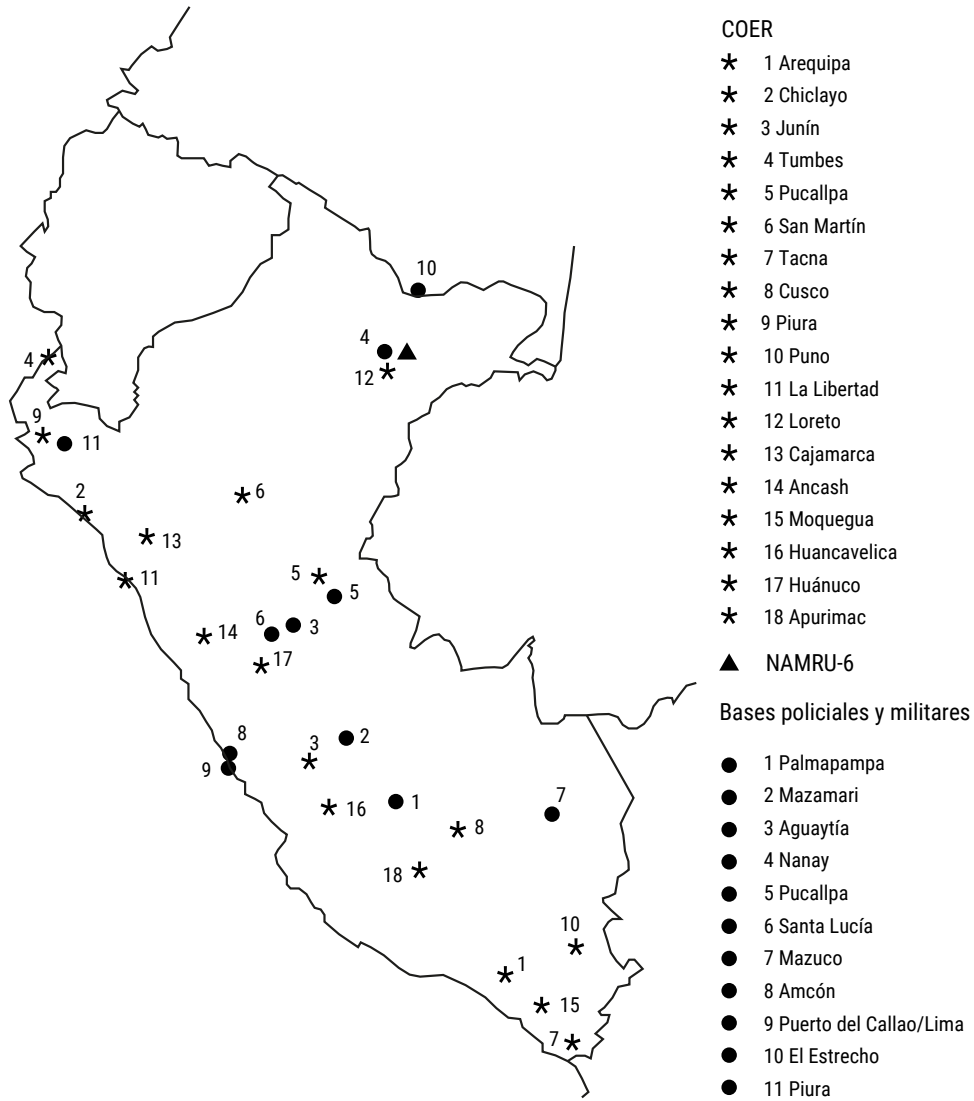 COER
1 Arequipa
2 Chiclayo
3 Junín
4 Tumbes
5 Pucallpa
6 San Martín
7 Tacna
8 Cusco
9 Piura
10 Puno
11 La Libertad
12 Loreto
13 Cajamarca
14 Ancash
15 Moquegua
16 Huancavelica
17 Huánuco
18 Apurimac
NAMRU-6
Bases policiales y militares
1 Palmapampa
2 Mazamari
3 Aguaytía
4 Nanay
5 Pucallpa
6 Santa Lucía
7 Mazuco
8 Amcón
9 Puerto del Callao/Lima
10 El Estrecho
11 Piura
10
4
12
4
9
11
2
6
13
11
5
5
6
3
14
17
8
9
3
2
16
1
8
7
18
10
1
15
7